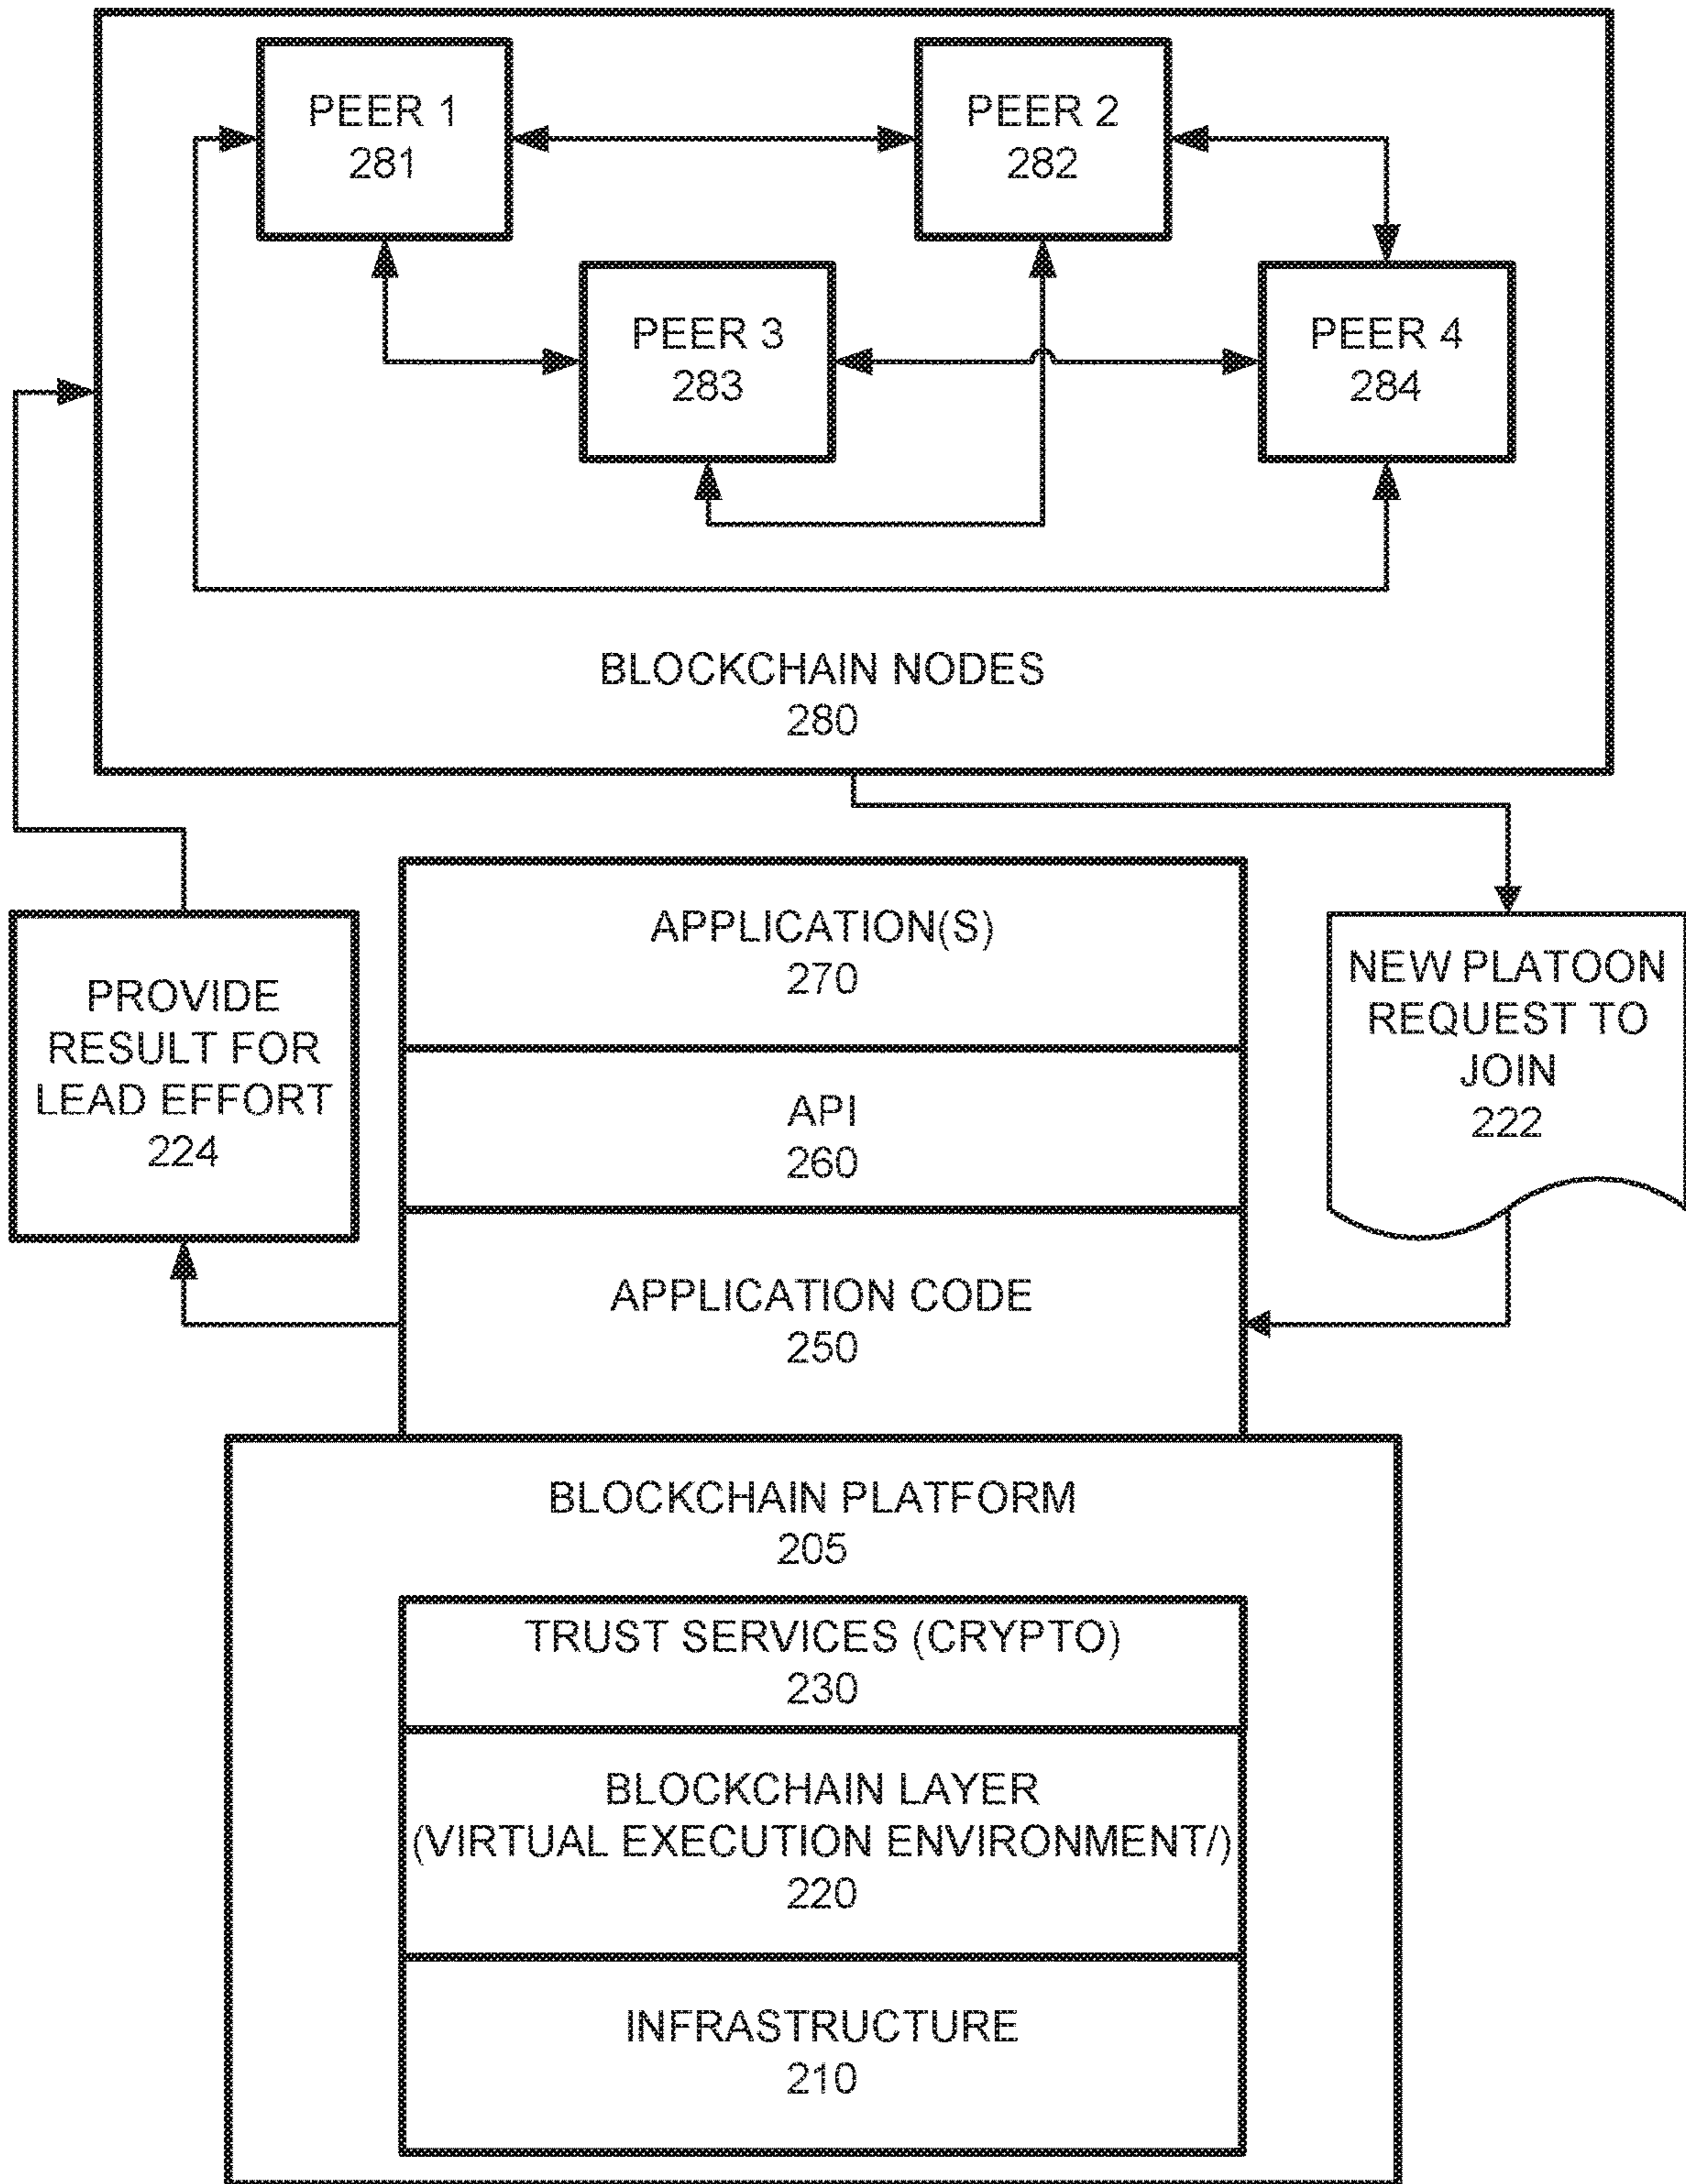 PEER 1
281
PEER 2
282
PEER 3
283
PEER 4
284
BLOCKCHAIN NODES
280
APPLICATION(S)
270
API
260
APPLICATION CODE
250
PROVIDE
RESULT FOR
LEAD EFFORT
224
NEW PLATOON
REQUEST TO
JOIN
222
BLOCKCHAIN PLATFORM
205
TRUST SERVICES (CRYPTO)
230
BLOCKCHAIN LAYER
(VIRTUAL EXECUTION ENVIRONMENT/)
220
INFRASTRUCTURE
210